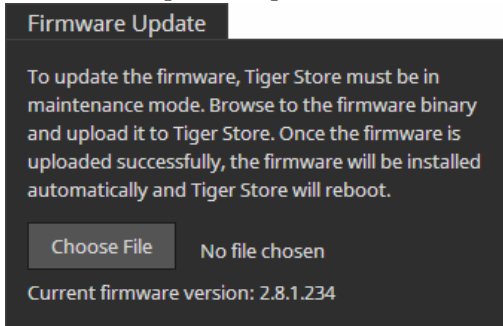 Firmware Update
To update the firmware, Tiger Store must be in
maintenance mode. Browse to the firmware binary
and upload it to Tiger Store. Once the firmware is
uploaded successfully, the firmware will be installed
automatically and Tiger Store will reboot.
Choose File
No file chosen
Current firmware version: 2.8.1.234